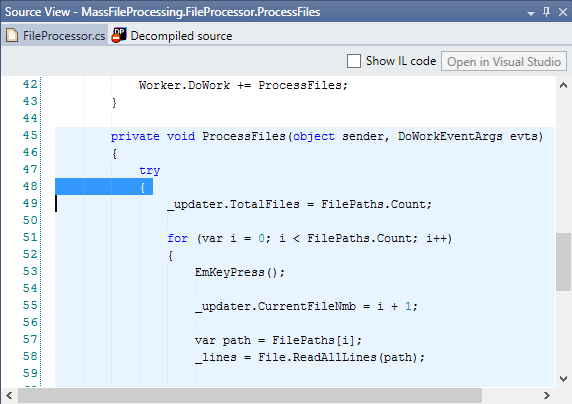 Source View - MassFileProcessing.FileProcessor.ProcessFiles
FileProcessor.cs DP Decompiled source
Show IL code Open in Visual Studio
42 Worker.DoWork += ProcessFiles;
43 }
44
45 private void ProcessFiles(object sender, DoWorkEventArgs evts)
46 {
47 try
48 {
49 _updater.TotalFiles = FilePaths.Count;
50
51 for (var i = 0; i < FilePaths.Count; i++)
52 {
53 EmKeyPress();
54
55 _updater.CurrentFileNmb = i + 1;
56
57 var path = FilePaths[i];
58 _lines = File.ReadAllLines(path);
59